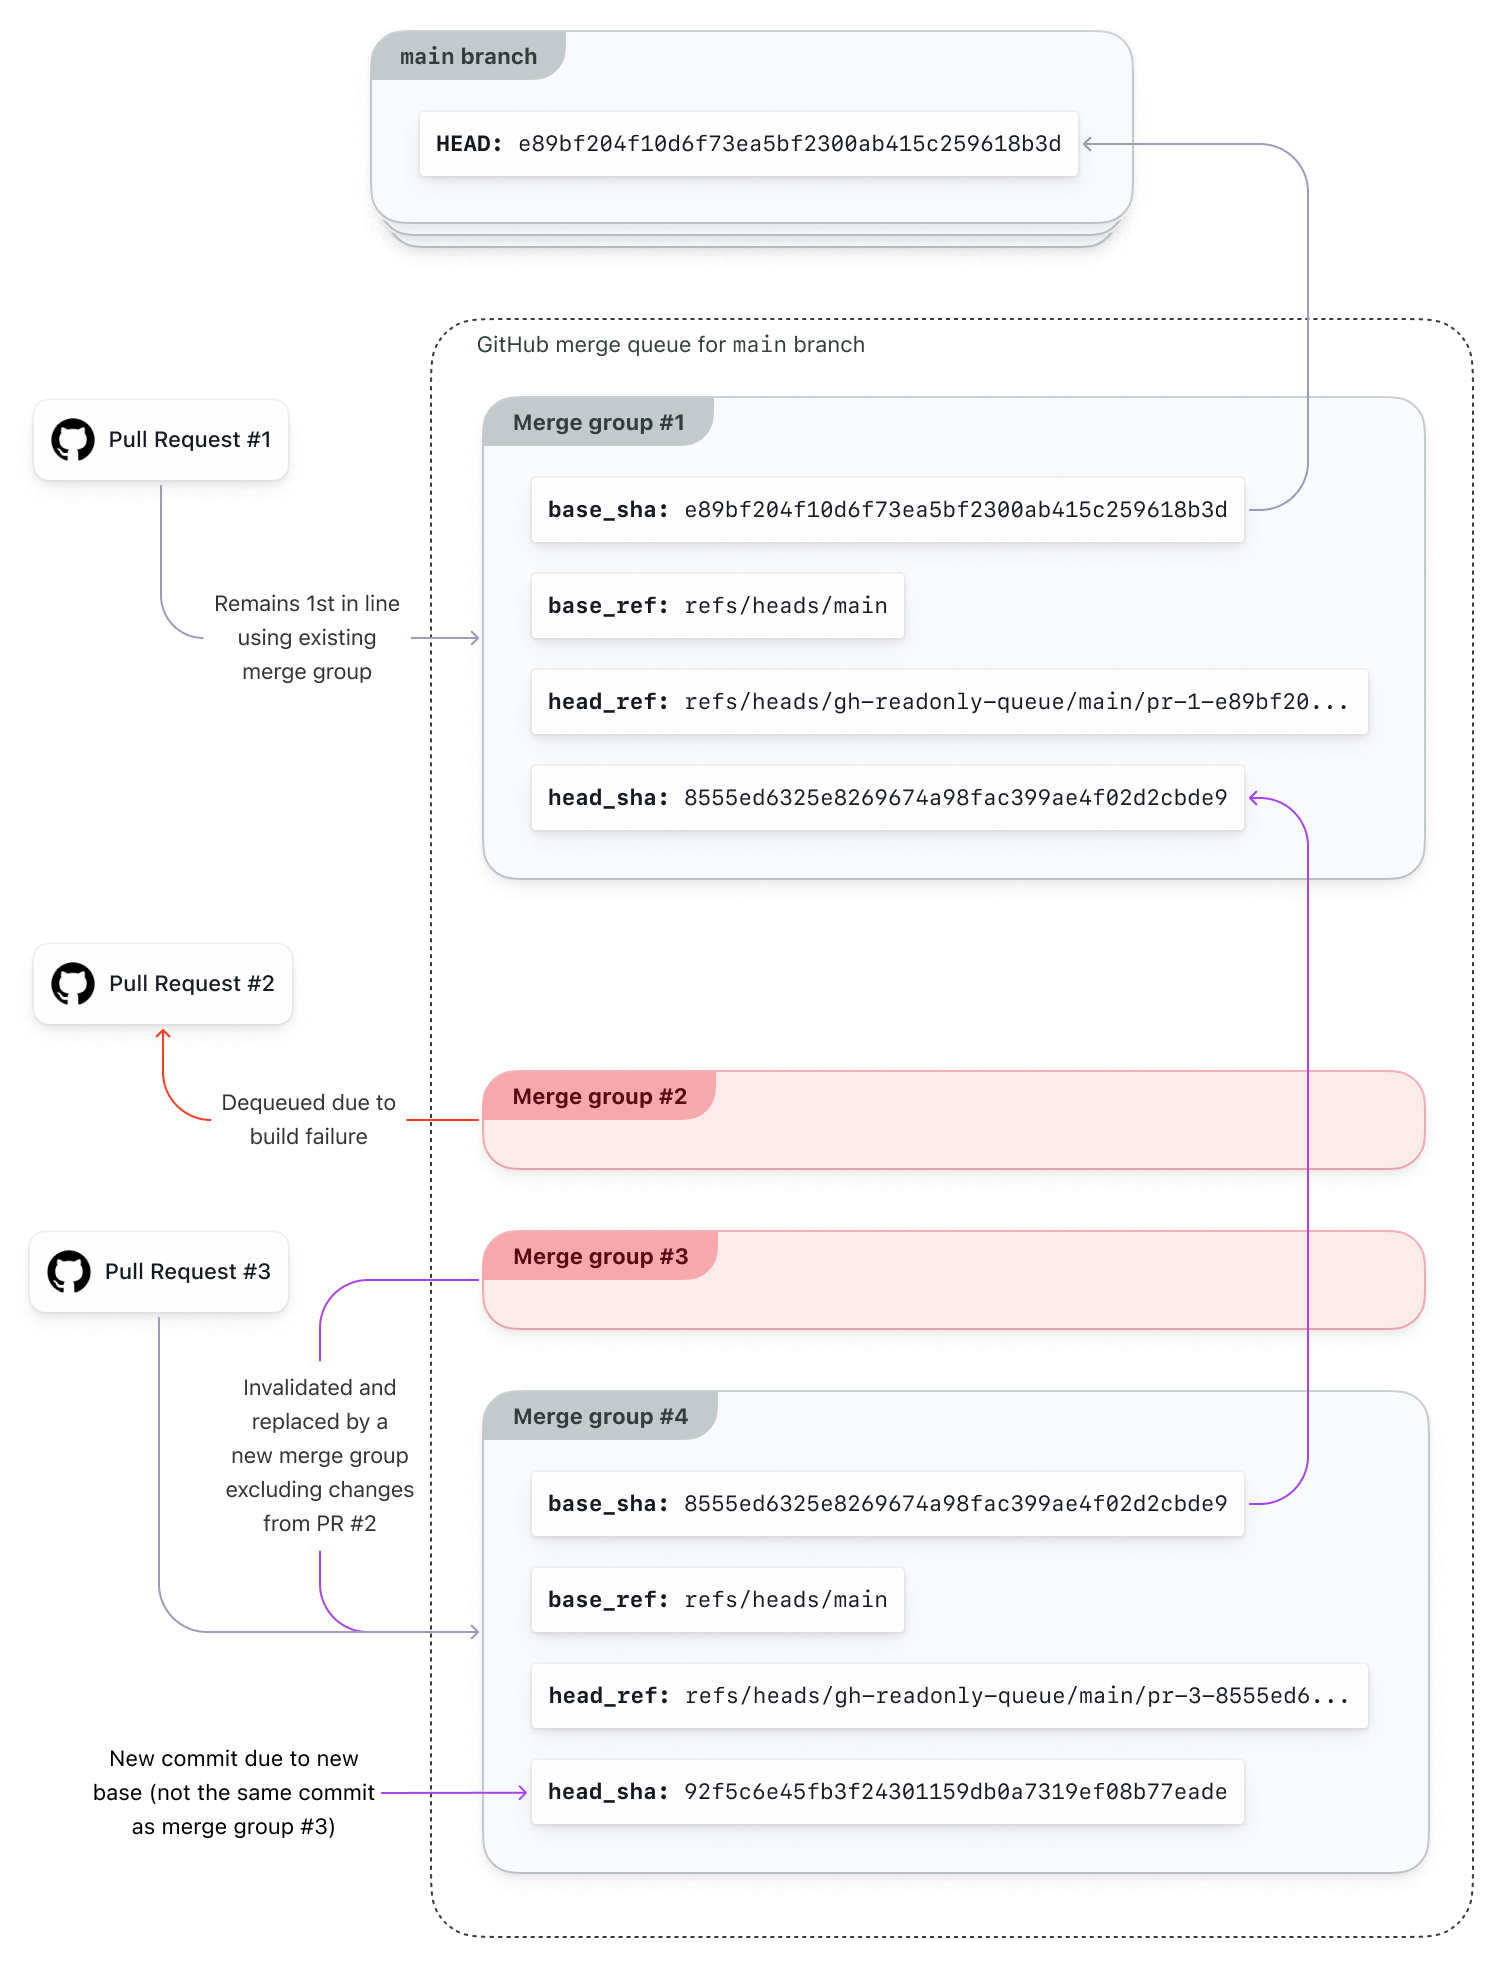 main branch
HEAD: e89bf204f10d6f73ea5bf2300ab415c259618b3d
GitHub merge queue for main branch
Pull Request #1
Remains 1st in line
using existing
merge group
Merge group #1
base_sha: e89bf204f10d6f73ea5bf2300ab415c259618b3d
base_ref: refs/heads/main
head_ref: refs/heads/gh-readonly-queue/main/pr-1-e89bf20...
head_sha: 8555ed6325e8269674a98fac399ae4f02d2cbde9
Pull Request #2
Dequeued due to
build failure
Merge group #2
Pull Request #3
Merge group #3
Invalidated and
replaced by a
new merge group
excluding changes
from PR #2
Merge group #4
base_sha: 8555ed6325e8269674a98fac399ae4f02d2cbde9
base_ref: refs/heads/main
head_ref: refs/heads/gh-readonly-queue/main/pr-3-8555ed6...
New commit due to new
base (not the same commit
as merge group #3)
head_sha: 92f5c6e45fb3f24301159db0a7319ef08b77eade